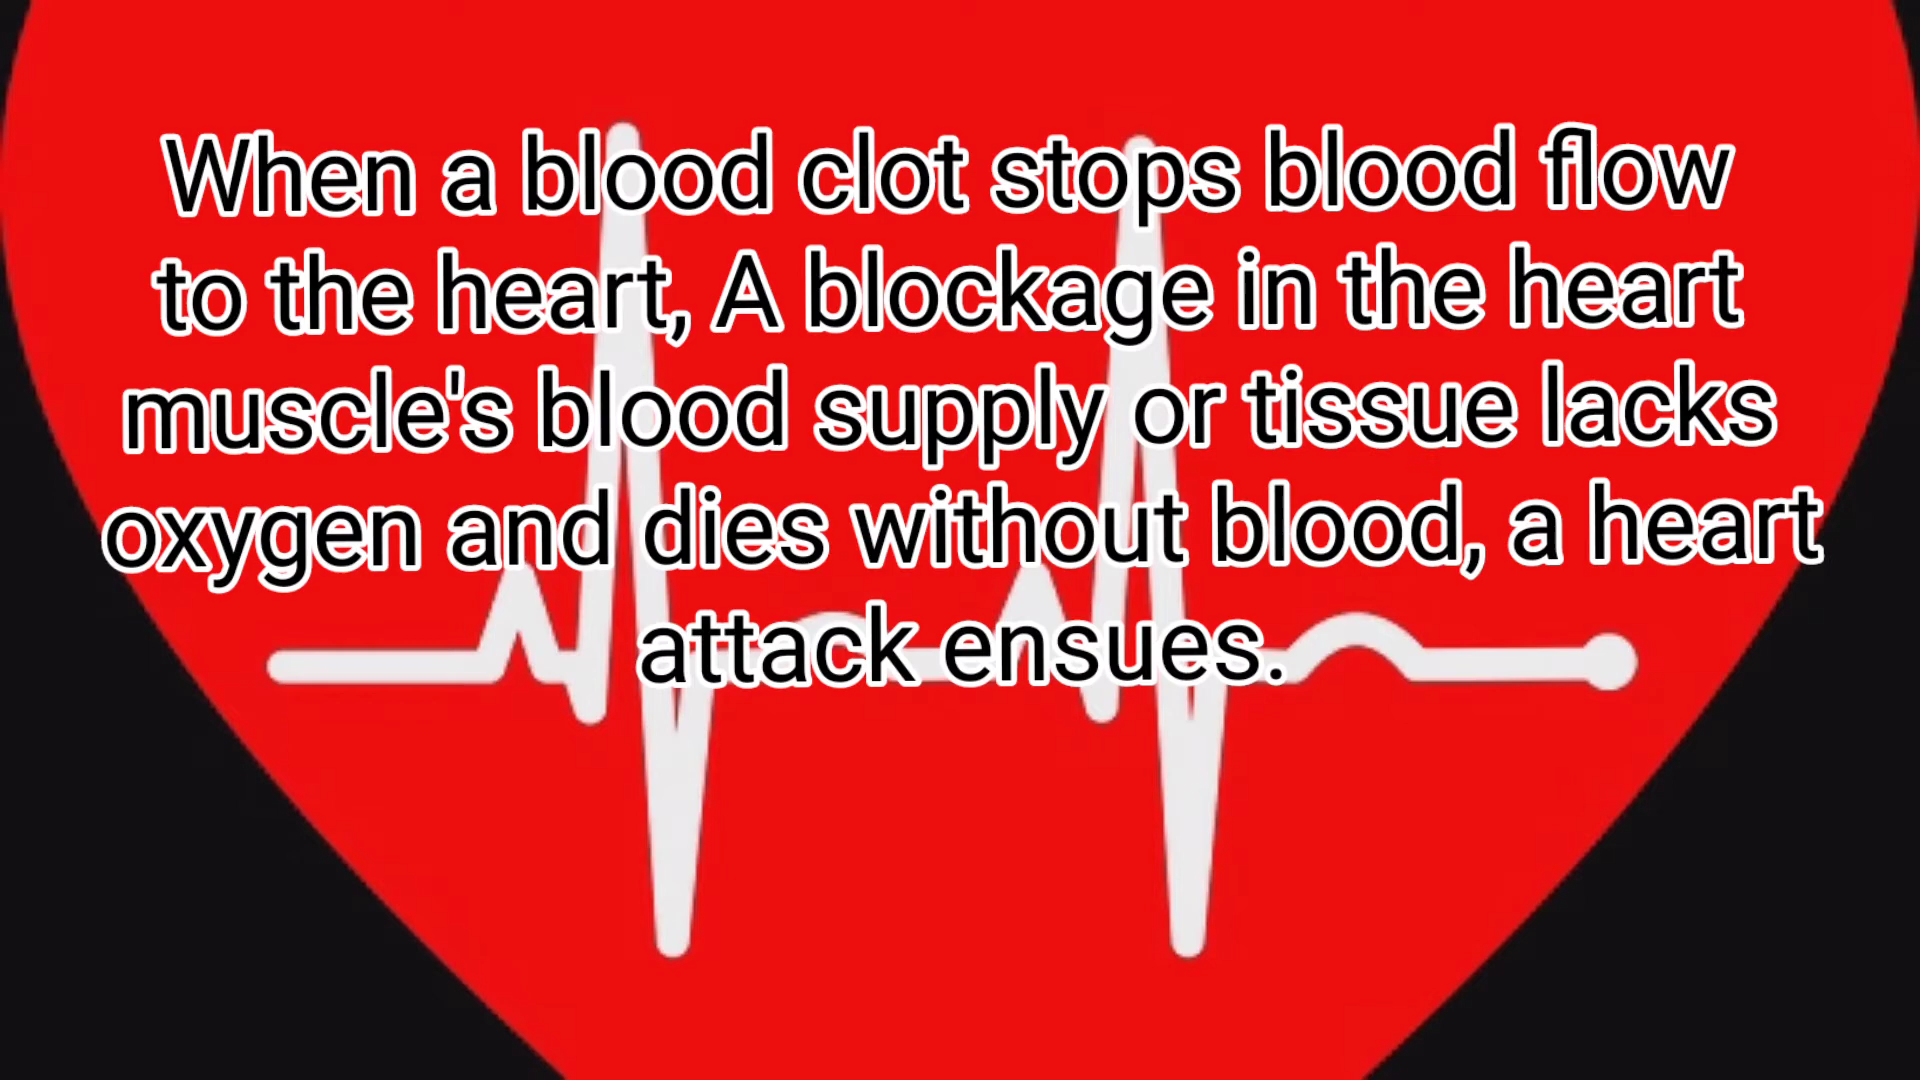 When a blood clot stops blood flow
to the heart, A blockage in the heart
muscle's blood supply or tissue lacks
oxygen and dies without blood, a heart
attack ensues.